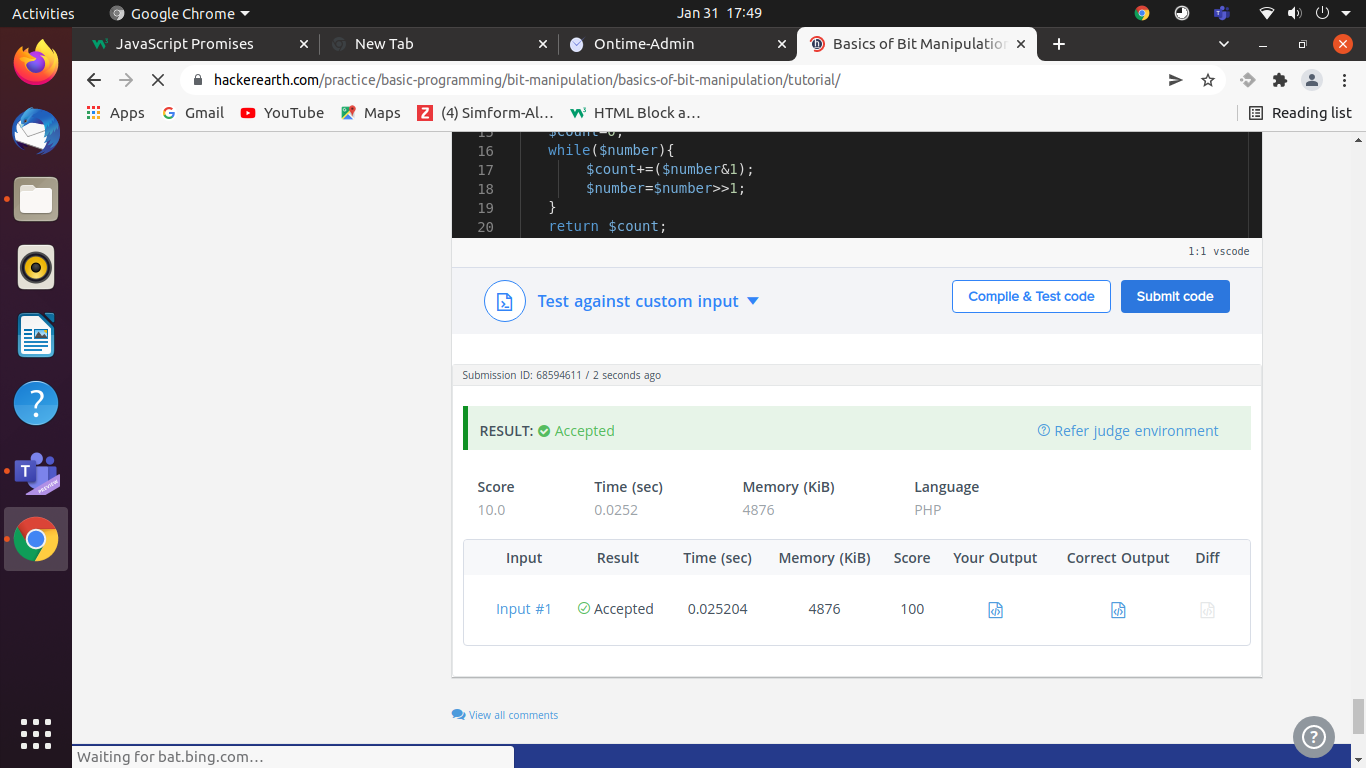 Activities Google Chrome Jan 31 17:49
JavaScript Promises New Tab Ontime-Admin Basics of Bit Manipulation
hackerearth.com/practice/basic-programming/bit-manipulation/basics-of-bit-manipulation/tutorial/
Apps Gmail YouTube Maps (4) Simform-Al... HTML Block a... Reading list
15 $count=0;
16 while($number){
17 $count+=($number&1);
18 $number=$number>>1;
19 }
20 return $count;
1:1 vscode
Test against custom input Compile & Test code Submit code
Submission ID: 68594611 / 2 seconds ago
RESULT: Accepted Refer judge environment
Score Time (sec) Memory (KiB) Language
10.0 0.0252 4876 PHP
Input Result Time (sec) Memory (KiB) Score Your Output Correct Output Diff
Input #1 Accepted 0.025204 4876 100
View all comments
Waiting for bat.bing.com…